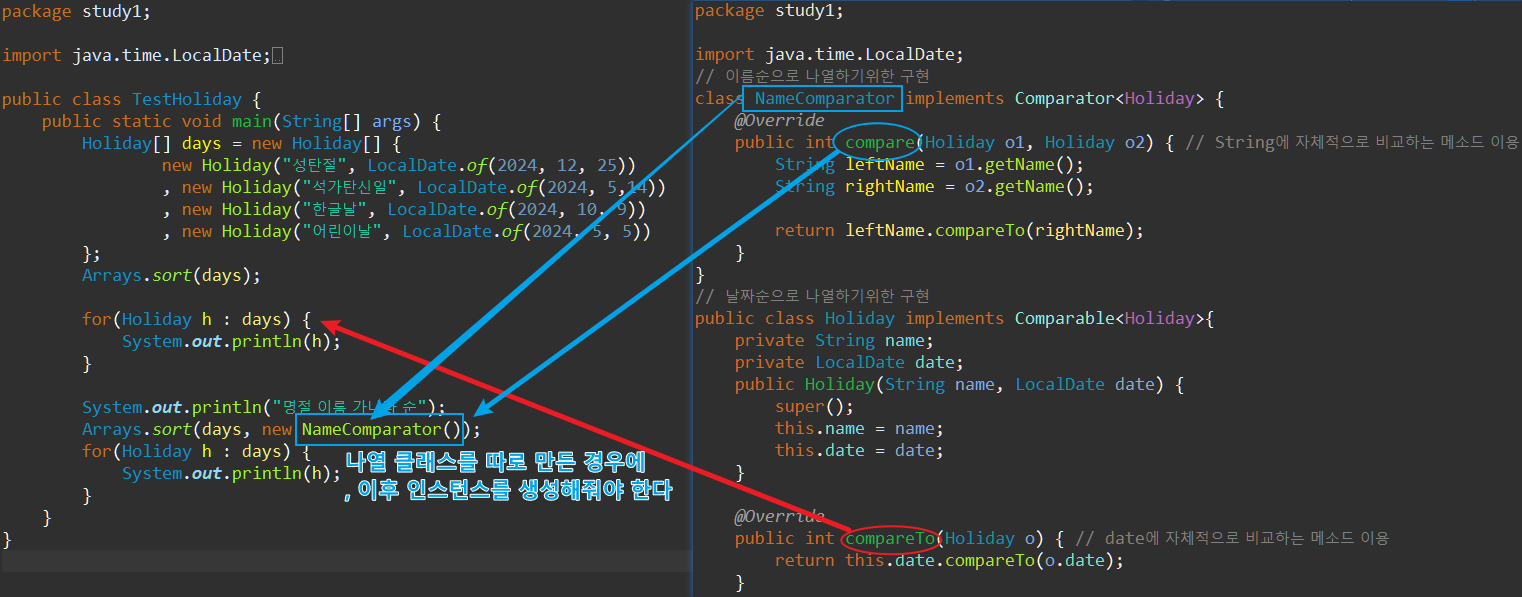 package study1;
import java.time.LocalDate;
public class TestHoliday {
public static void main(String[] args) {
Holiday[] days = new Holiday[] {
new Holiday("성탄절", LocalDate.of(2024, 12, 25))
, new Holiday("석가탄신일", LocalDate.of(2024, 5,14))
, new Holiday("한글날", LocalDate.of(2024, 10, 9))
, new Holiday("어린이날", LocalDate.of(2024, 5, 5))
};
Arrays.sort(days);
for(Holiday h : days) {
System.out.println(h);
}
System.out.println("명절 이름 가나다 순");
Arrays.sort(days, new NameComparator());
for(Holiday h : days) {
System.out.println(h);
}
}
}
나열 클래스를 따로 만든 경우에
, 이후 인스턴스를 생성해줘야 한다
package study1;
import java.time.LocalDate;
// 이름순으로 나열하기위한 구현
class NameComparator implements Comparator<Holiday> {
@Override
public int compare(Holiday o1, Holiday o2) { // String에 자체적으로 비교하는 메소드 이용
String leftName = o1.getName();
String rightName = o2.getName();
return leftName.compareTo(rightName);
}
}
// 날짜순으로 나열하기위한 구현
public class Holiday implements Comparable<Holiday>{
private String name;
private LocalDate date;
public Holiday(String name, LocalDate date) {
super();
this.name = name;
this.date = date;
}
@Override
public int compareTo(Holiday o) { // date에 자체적으로 비교하는 메소드 이용
return this.date.compareTo(o.date);
}